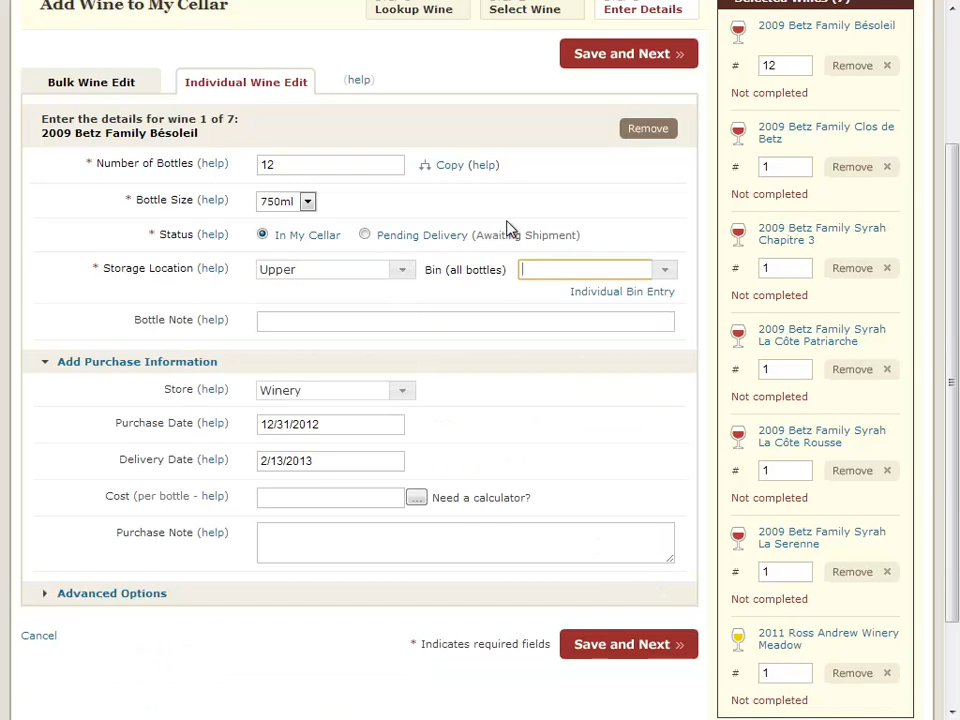 Add Wine to My Cellar
Lookup Wine
Select Wine
Enter Details
Save and Next »
Bulk Wine Edit
Individual Wine Edit
(help)
Enter the details for wine 1 of 7:
2009 Betz Family Bésoleil
Remove
* Number of Bottles (help)
12
Copy (help)
* Bottle Size (help)
750ml
* Status (help)
In My Cellar
Pending Delivery (Awaiting Shipment)
* Storage Location (help)
Upper
Bin (all bottles)
Individual Bin Entry
Bottle Note (help)
Add Purchase Information
Store (help)
Winery
Purchase Date (help)
12/31/2012
Delivery Date (help)
2/13/2013
Cost (per bottle - help)
...
Need a calculator?
Purchase Note (help)
Advanced Options
Cancel
* Indicates required fields
Save and Next »
Selected Wines (7)
2009 Betz Family Bésoleil
# 12 Remove ×
Not completed
2009 Betz Family Clos de
Betz
# 1 Remove ×
Not completed
2009 Betz Family Syrah
Chapitre 3
# 1 Remove ×
Not completed
2009 Betz Family Syrah
La Côte Patriarche
# 1 Remove ×
Not completed
2009 Betz Family Syrah
La Côte Rousse
# 1 Remove ×
Not completed
2009 Betz Family Syrah
La Serenne
# 1 Remove ×
Not completed
2011 Ross Andrew Winery
Meadow
# 1 Remove ×
Not completed